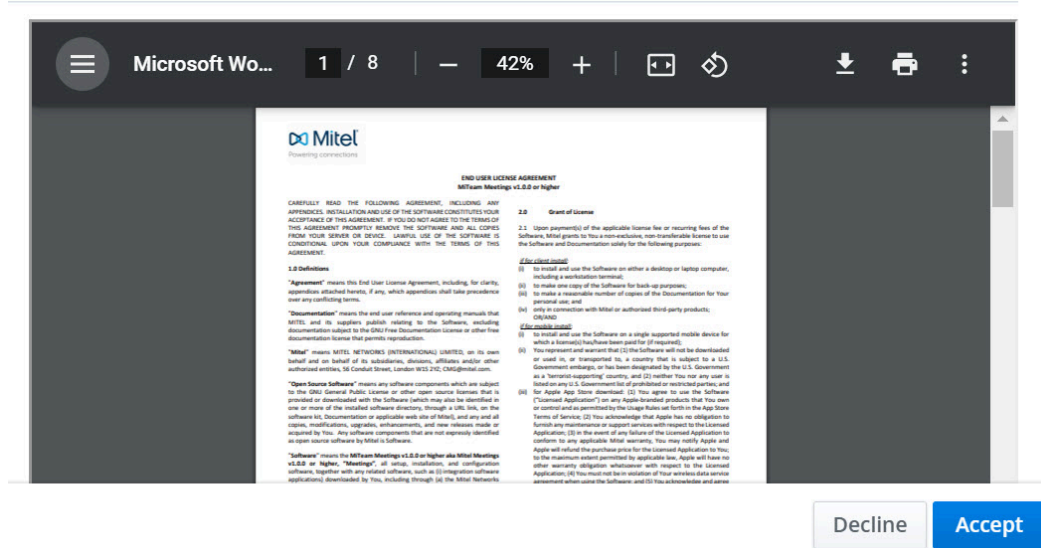 Microsoft Wo...
1 / 8
42%
Mitel
Powering connections
END USER LICENSE AGREEMENT
MiTeam Meetings v1.0.0 or higher
CAREFULLY READ THE FOLLOWING AGREEMENT, INCLUDING ANY
APPENDICES. INSTALLATION AND USE OF THE SOFTWARE CONSTITUTES YOUR
ACCEPTANCE OF THIS AGREEMENT. IF YOU DO NOT AGREE TO THE TERMS OF
THIS AGREEMENT PROMPTLY REMOVE THE SOFTWARE AND ALL COPIES
FROM YOUR SERVER OR DEVICE. LAWFUL USE OF THE SOFTWARE IS
CONDITIONAL UPON YOUR COMPLIANCE WITH THE TERMS OF THIS
AGREEMENT.
1.0 Definitions
"Agreement" means this End User License Agreement, including, for clarity,
appendices attached hereto, if any, which appendices shall take precedence
over any conflicting terms.
"Documentation" means the end user reference and operating manuals that
MITEL and its suppliers publish relating to the Software, excluding
documentation subject to the GNU Free Documentation License or other free
documentation license that permits reproduction.
"Mitel" means MITEL NETWORKS (INTERNATIONAL) LIMITED, on its own
behalf and on behalf of its subsidiaries, divisions, affiliates and/or other
authorized entities, 56 Conduit Street, London W1S 2YZ; CMG@mitel.com.
"Open Source Software" means any software components which are subject
to the GNU General Public License or other open source licenses that is
provided or downloaded with the Software (which may also be identified in
one or more of the installed software directory, through a URL link, on the
software kit, Documentation or applicable web site of Mitel), and any and all
copies, modifications, upgrades, enhancements, and new releases made or
acquired by You. Any software components that are not expressly identified
as open source software by Mitel is Software.
"Software" means the MiTeam Meetings v1.0.0 or higher aka Mitel Meetings
v1.0.0 or higher, "Meetings", all setup, installation, and configuration
software, together with any related software, such as (i) integration software
applications) downloaded by You, including through (a) the Mitel Networks
2.0 Grant of License
2.1 Upon payment(s) of the applicable license fee or recurring fees of the
Software, Mitel grants to You a non-exclusive, non-transferable license to use
the Software and Documentation solely for the following purposes:
if for client install:
(i) to install and use the Software on either a desktop or laptop computer,
including a workstation terminal;
(ii) to make one copy of the Software for back-up purposes;
(iii) to make a reasonable number of copies of the Documentation for Your
personal use; and
(iv) only in connection with Mitel or authorized third-party products;
OR/AND
if for mobile install:
(i) to install and use the Software on a single supported mobile device for
which a license(s) has/have been paid for (if required);
(ii) You represent and warrant that (1) the Software will not be downloaded
or used in, or transported to, a country that is subject to a U.S.
Government embargo, or has been designated by the U.S. Government
as a 'terrorist-supporting' country, and (2) neither You nor any user is
listed on any U.S. Government list of prohibited or restricted parties; and
(iii) for Apple App Store download: (1) You agree to use the Software
("Licensed Application") on any Apple-branded products that You own
or control and as permitted by the Usage Rules set forth in the App Store
Terms of Service; (2) You acknowledge that Apple has no obligation to
furnish any maintenance or support services with respect to the Licensed
Application; (3) in the event of any failure of the Licensed Application to
conform to any applicable Mitel warranty, You may notify Apple and
Apple will refund the purchase price for the Licensed Application to You;
to the maximum extent permitted by applicable law, Apple will have no
other warranty obligation whatsoever with respect to the Licensed
Application; (4) You must not be in violation of Your wireless data service
agreement when using the Software; and (5) You acknowledge and agree
Decline
Accept